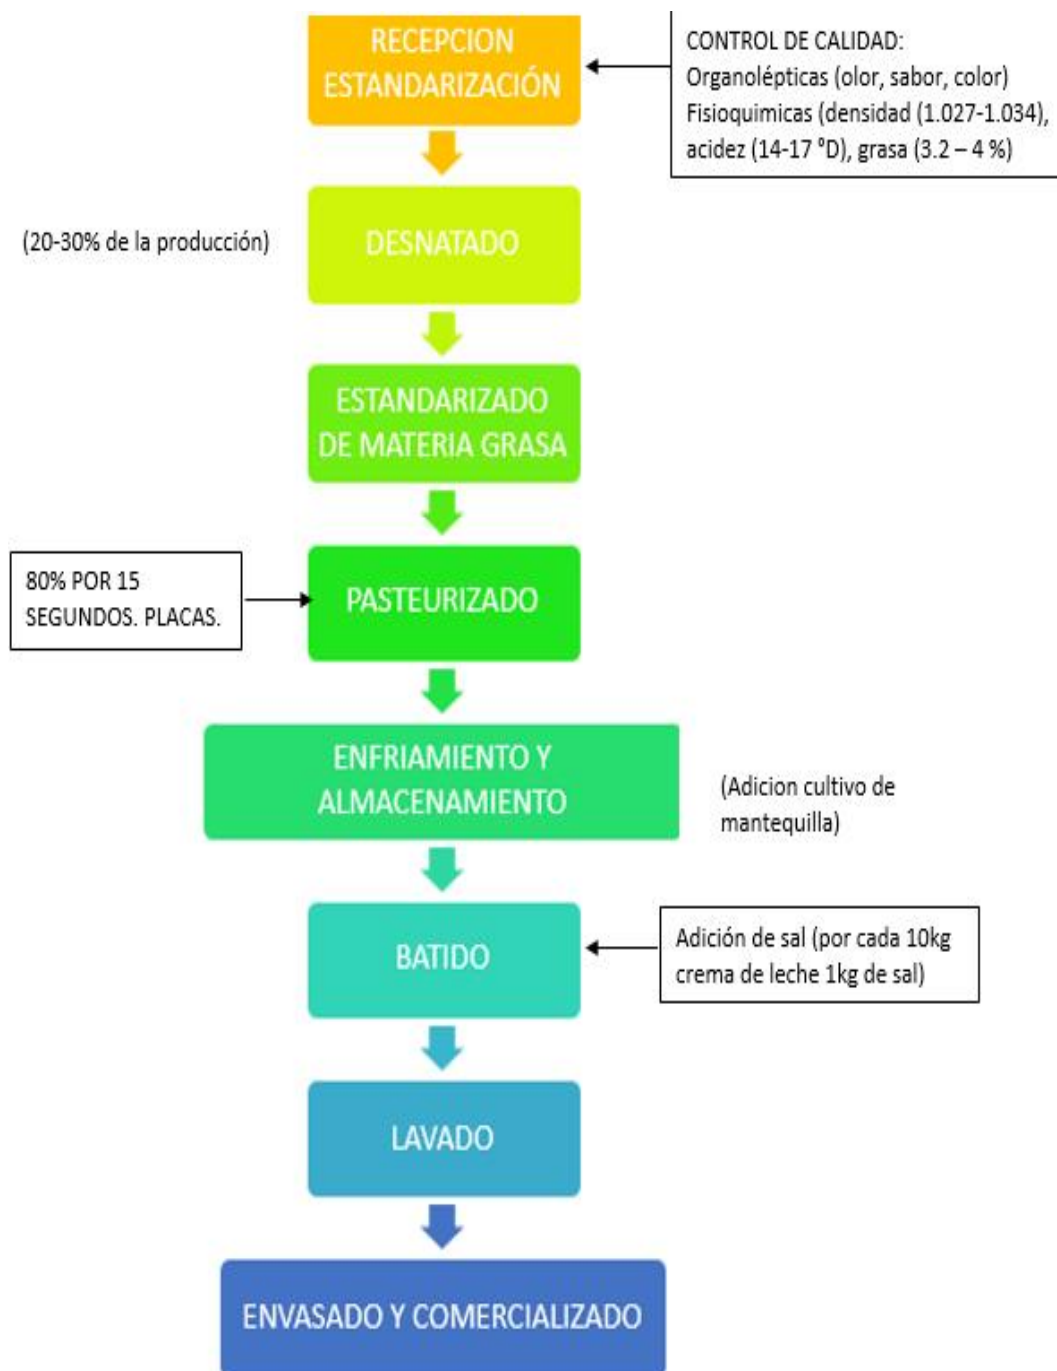 RECEPCION
ESTANDARIZACIÓN
CONTROL DE CALIDAD:
Organolépticas (olor, sabor, color)
Fisioquimicas (densidad (1.027-1.034),
acidez (14-17 °D), grasa (3.2 – 4 %)
(20-30% de la producción)
DESNATADO
ESTANDARIZADO
DE MATERIA GRASA
80% POR 15
SEGUNDOS. PLACAS.
PASTEURIZADO
ENFRIAMIENTO Y
ALMACENAMIENTO
(Adicion cultivo de
mantequilla)
BATIDO
Adición de sal (por cada 10kg
crema de leche 1kg de sal)
LAVADO
ENVASADO Y COMERCIALIZADO